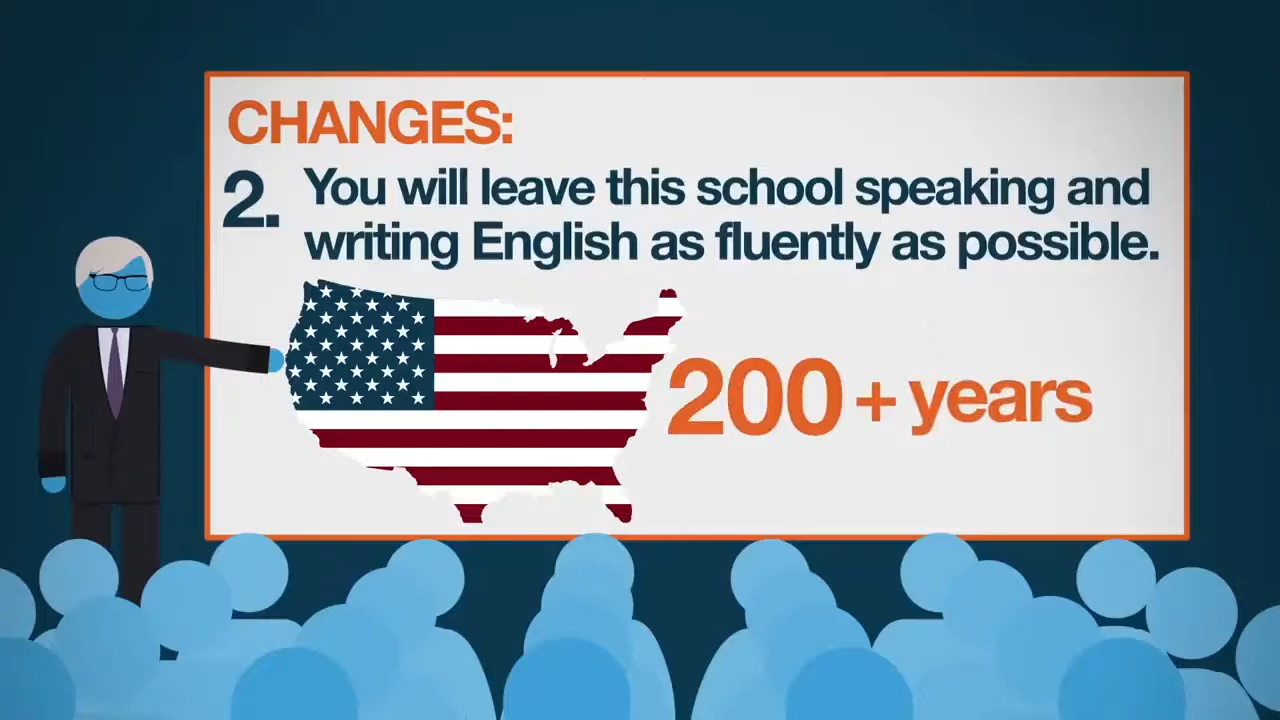 CHANGES:
2. You will leave this school speaking and
writing English as fluently as possible.
200+ years